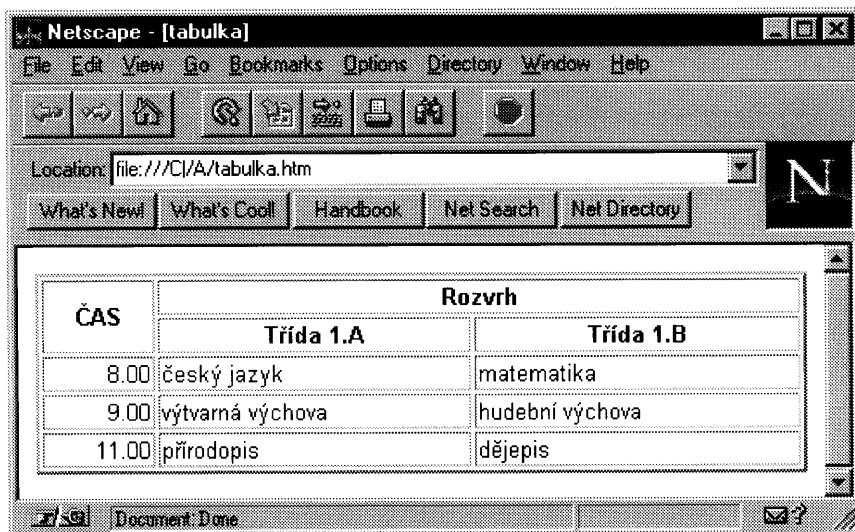 Netscape - [tabulka]
File Edit View Go Bookmarks Options Directory Window Help
Location: file:///C|/A/tabulka.htm
N
What's New! What's Cool! Handbook Net Search Net Directory
ČAS Rozvrh
Třída 1.A Třída 1.B
8.00 český jazyk matematika
9.00 výtvarná výchova hudební výchova
11.00 přírodopis dějepis
Document: Done
?